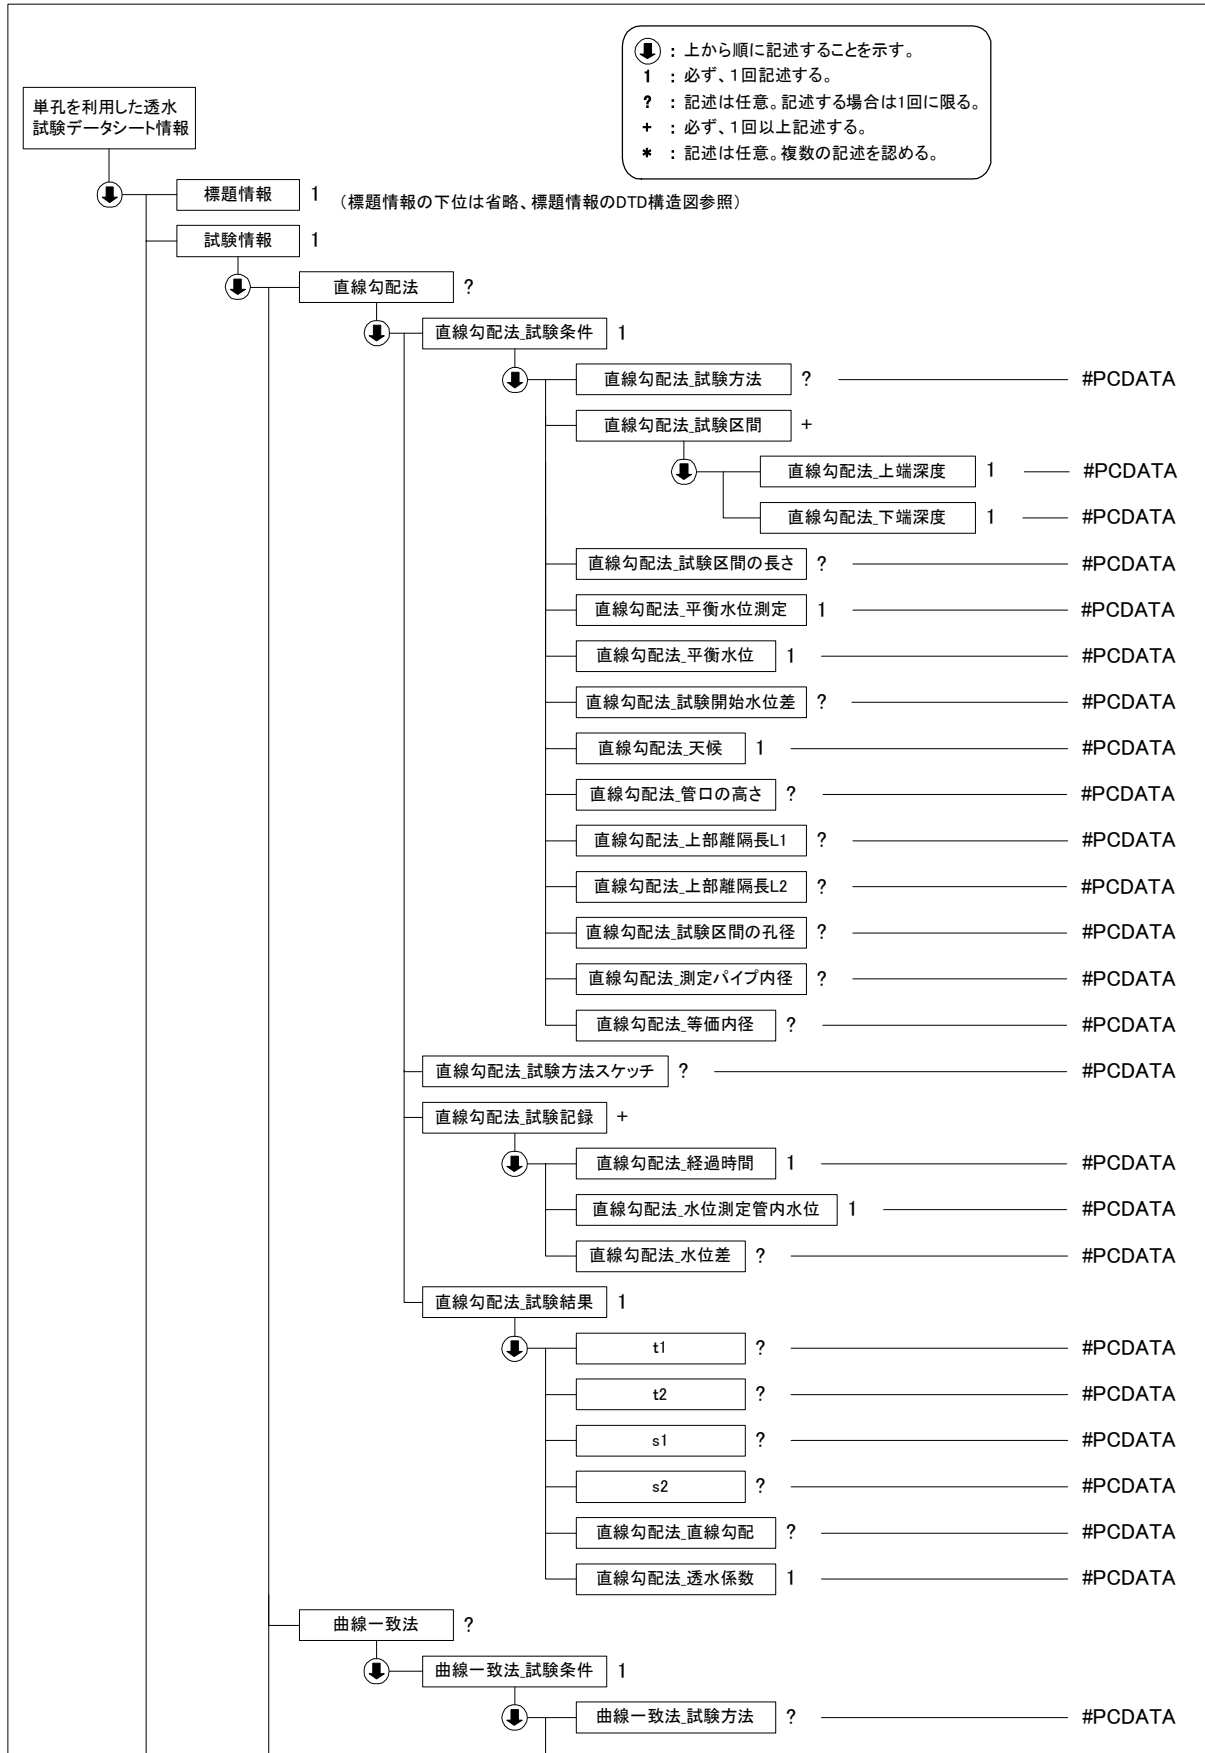 ：上から順に記述することを示す。
1 ：必ず、1回記述する。
? ：記述は任意。記述する場合は1回に限る。
+ ：必ず、1回以上記述する。
* ：記述は任意。複数の記述を認める。
単孔を利用した透水
試験データシート情報
標題情報 1 （標題情報の下位は省略、標題情報のDTD構造図参照）
試験情報 1
直線勾配法 ?
直線勾配法_試験条件 1
直線勾配法_試験方法 ? #PCDATA
直線勾配法_試験区間 +
直線勾配法_上端深度 1 #PCDATA
直線勾配法_下端深度 1 #PCDATA
直線勾配法_試験区間の長さ ? #PCDATA
直線勾配法_平衡水位測定 1 #PCDATA
直線勾配法_平衡水位 1 #PCDATA
直線勾配法_試験開始水位差 ? #PCDATA
直線勾配法_天候 1 #PCDATA
直線勾配法_管口の高さ ? #PCDATA
直線勾配法_上部離隔長L1 ? #PCDATA
直線勾配法_上部離隔長L2 ? #PCDATA
直線勾配法_試験区間の孔径 ? #PCDATA
直線勾配法_測定パイプ内径 ? #PCDATA
直線勾配法_等価内径 ? #PCDATA
直線勾配法_試験方法スケッチ ? #PCDATA
直線勾配法_試験記録 +
直線勾配法_経過時間 1 #PCDATA
直線勾配法_水位測定管内水位 1 #PCDATA
直線勾配法_水位差 ? #PCDATA
直線勾配法_試験結果 1
t1 ? #PCDATA
t2 ? #PCDATA
s1 ? #PCDATA
s2 ? #PCDATA
直線勾配法_直線勾配 ? #PCDATA
直線勾配法_透水係数 1 #PCDATA
曲線一致法 ?
曲線一致法_試験条件 1
曲線一致法_試験方法 ? #PCDATA